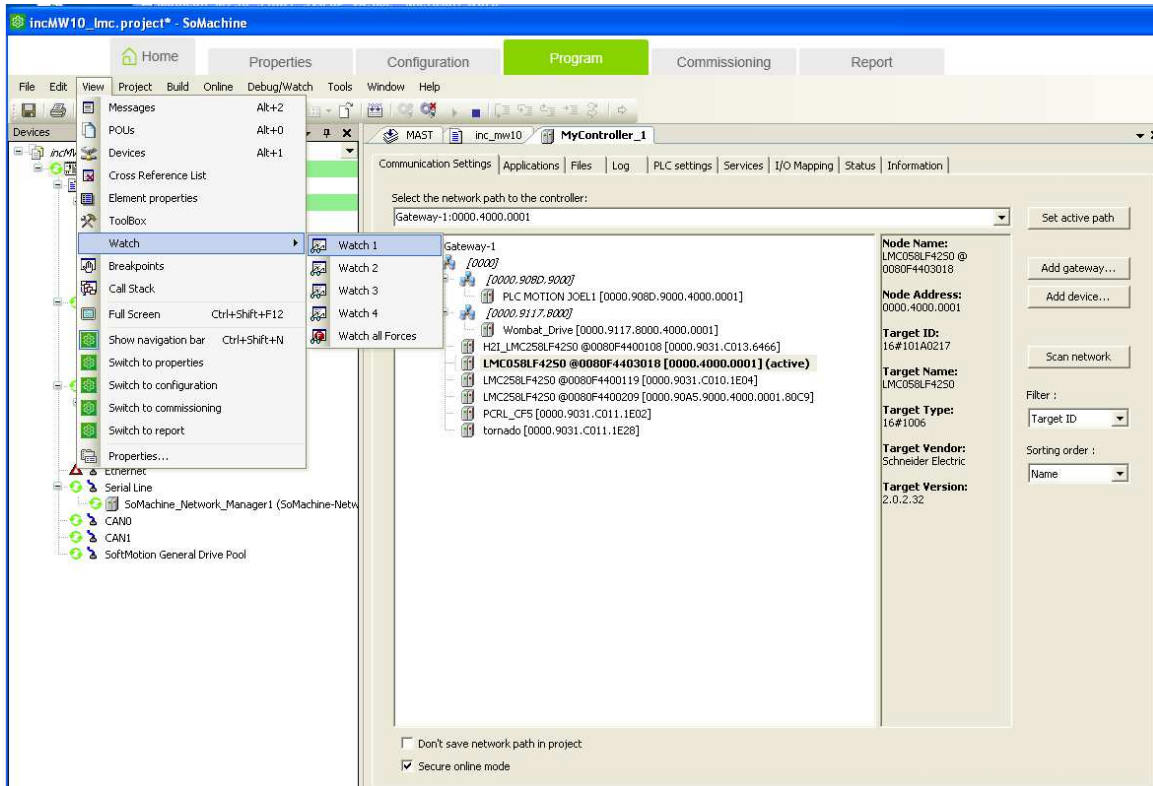 incMW10_lmc.project* - SoMachine
Home
Properties
Configuration
Program
Commissioning
Report
File Edit View Project Build Online Debug/Watch Tools Window Help
Devices
MAST
inc_mw10
MyController_1
Messages Alt+2
POUs Alt+0
Devices Alt+1
Cross Reference List
Element properties
ToolBox
Watch
Breakpoints
Call Stack
Full Screen Ctrl+Shift+F12
Show navigation bar Ctrl+Shift+N
Switch to properties
Switch to configuration
Switch to commissioning
Switch to report
Properties...
Watch 1
Watch 2
Watch 3
Watch 4
Watch all Forces
Ethernet
Serial Line
SoMachine_Network_Manager1 (SoMachine-Netw
CAN0
CAN1
SoftMotion General Drive Pool
Communication Settings Applications Files Log PLC settings Services I/O Mapping Status Information
Select the network path to the controller:
Gateway-1:0000.4000.0001
Set active path
Gateway-1
[0000]
[0000.908D.9000]
PLC MOTION JOEL1 [0000.908D.9000.4000.0001]
[0000.9117.8000]
Wombat_Drive [0000.9117.8000.4000.0001]
H2I_LMC258LF42S0 @0080F4400108 [0000.9031.C013.6466]
LMC058LF42S0 @0080F4403018 [0000.4000.0001] (active)
LMC258LF42S0 @0080F4400119 [0000.9031.C010.1E04]
LMC258LF42S0 @0080F4400209 [0000.90A5.9000.4000.0001.80C9]
PCRL_CF5 [0000.9031.C011.1E02]
tornado [0000.9031.C011.1E28]
Node Name:
LMC058LF42S0 @
0080F4403018
Node Address:
0000.4000.0001
Target ID:
16#101A0217
Target Name:
LMC058LF42S0
Target Type:
16#1006
Target Vendor:
Schneider Electric
Target Version:
2.0.2.32
Add gateway...
Add device...
Scan network
Filter :
Target ID
Sorting order :
Name
Don't save network path in project
Secure online mode